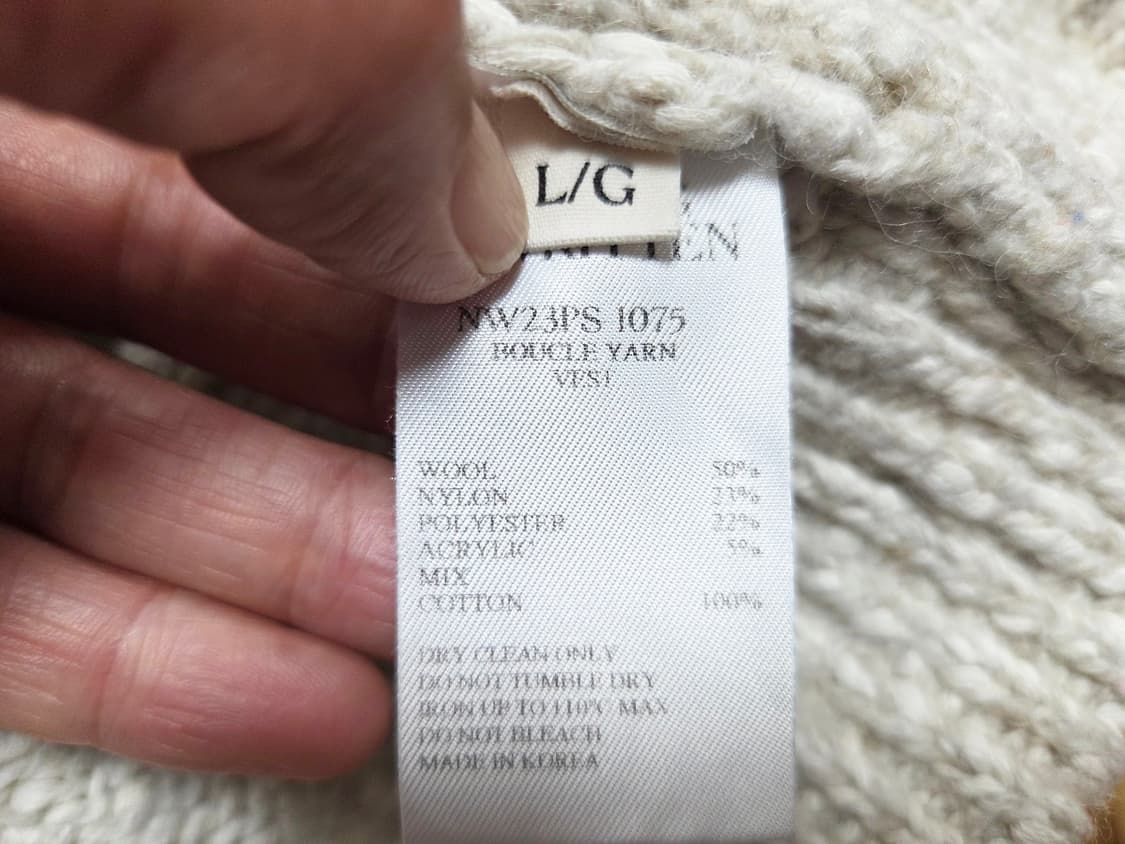 L/G
NW23PS 1075
BOUCLE YARN
VEST
WOOL 50%
NYLON 23%
POLYESTER 22%
ACRYLIC 5%
MIX
COTTON 100%
DRY CLEAN ONLY
DO NOT TUMBLE DRY
IRON UP TO 110°C MAX
DO NOT BLEACH
MADE IN KOREA